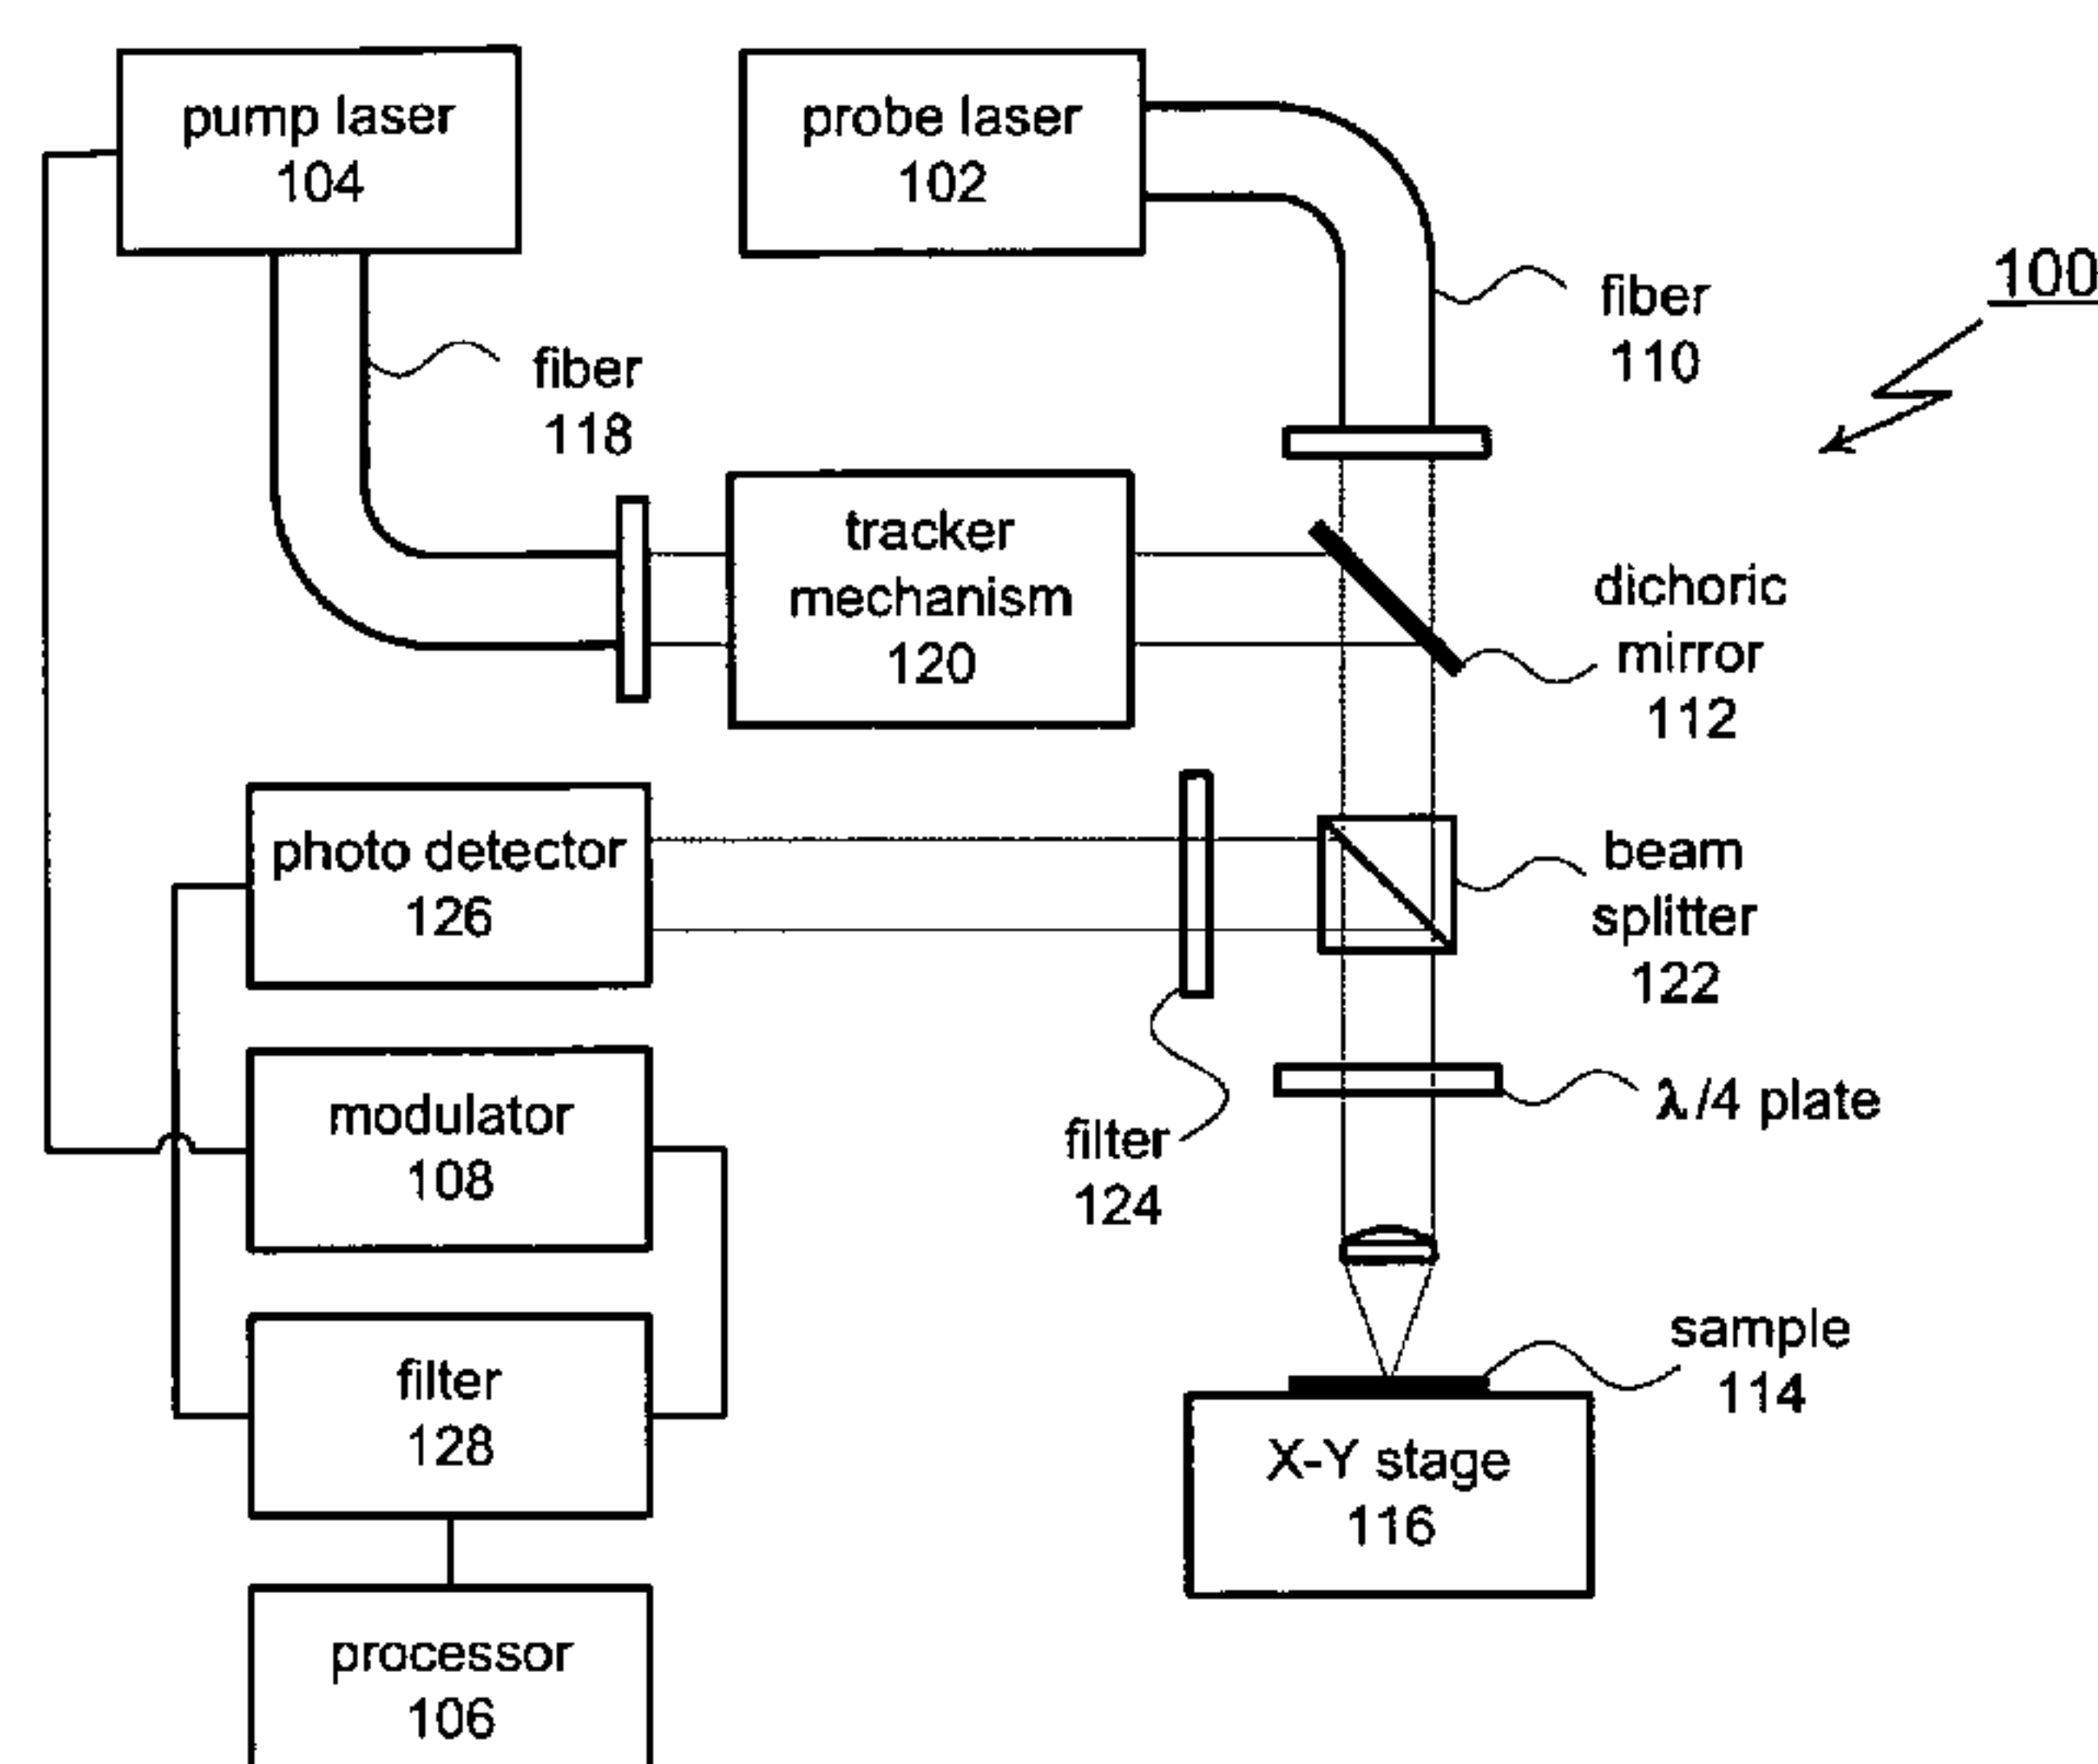 pump laser
104
probe laser
102
100
fiber
110
fiber
118
tracker
mechanism
120
dichoric
mirror
112
photo detector
126
beam
splitter
122
modulator
108
filter
124
λ/4 plate
filter
128
sample
114
X-Y stage
116
processor
106